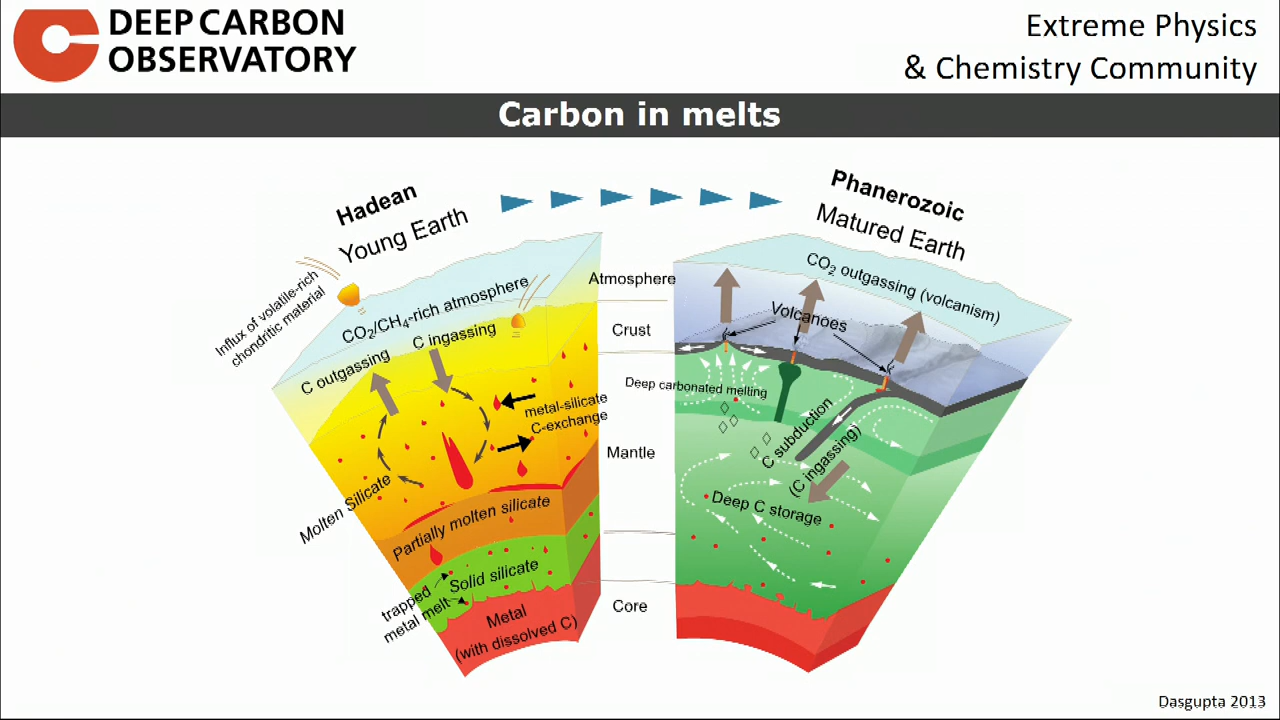 DEEP CARBON
OBSERVATORY
Extreme Physics
& Chemistry Community
Carbon in melts
Hadean
Young Earth
Phanerozoic
Matured Earth
Influx of volatile-rich
chondritic material
CO2/CH4-rich atmosphere
C outgassing
C ingassing
metal-silicate
C-exchange
Molten Silicate
Partially molten silicate
Solid silicate
trapped
metal melt
Metal
(with dissolved C)
Atmosphere
Crust
Mantle
Core
CO2 outgassing (volcanism)
Volcanoes
Deep carbonated melting
C subduction
(C ingassing)
Deep C storage
Dasgupta 2013